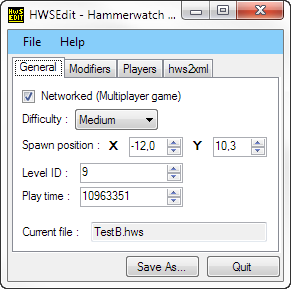 HWS EDIT HWSEdit - Hammerwatch ...
File Help
General Modifiers Players hws2xml
Networked (Multiplayer game)
Difficulty : Medium
Spawn position : X -12,0 Y 10,3
Level ID : 9
Play time : 10963351
Current file : TestB.hws
Save As... Quit